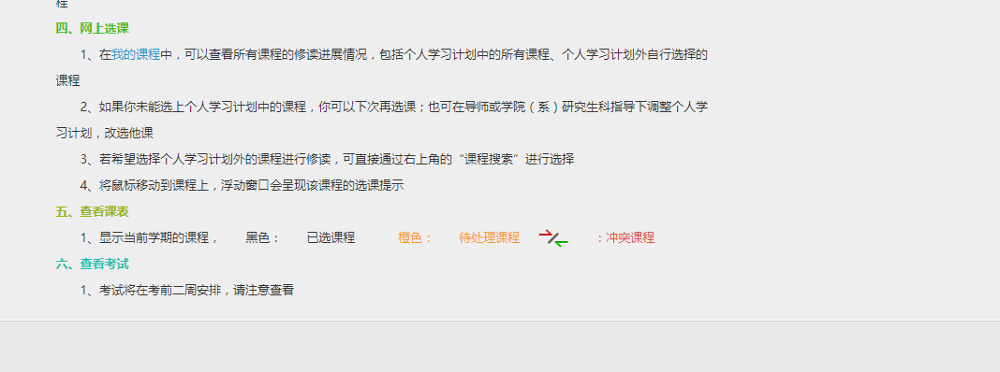 程
四、网上选课
1、在我的课程中，可以查看所有课程的修读进展情况，包括个人学习计划中的所有课程、个人学习计划外自行选择的
课程
2、如果你未能选上个人学习计划中的课程，你可以下次再选课；也可在导师或学院（系）研究生科指导下调整个人学
习计划，改选他课
3、若希望选择个人学习计划外的课程进行修读，可直接通过右上角的“课程搜索”进行选择
4、将鼠标移动到课程上，浮动窗口会呈现该课程的选课提示
五、查看课表
1、显示当前学期的课程， 黑色： 已选课程 橙色： 待处理课程 ：冲突课程
六、查看考试
1、考试将在考前二周安排，请注意查看